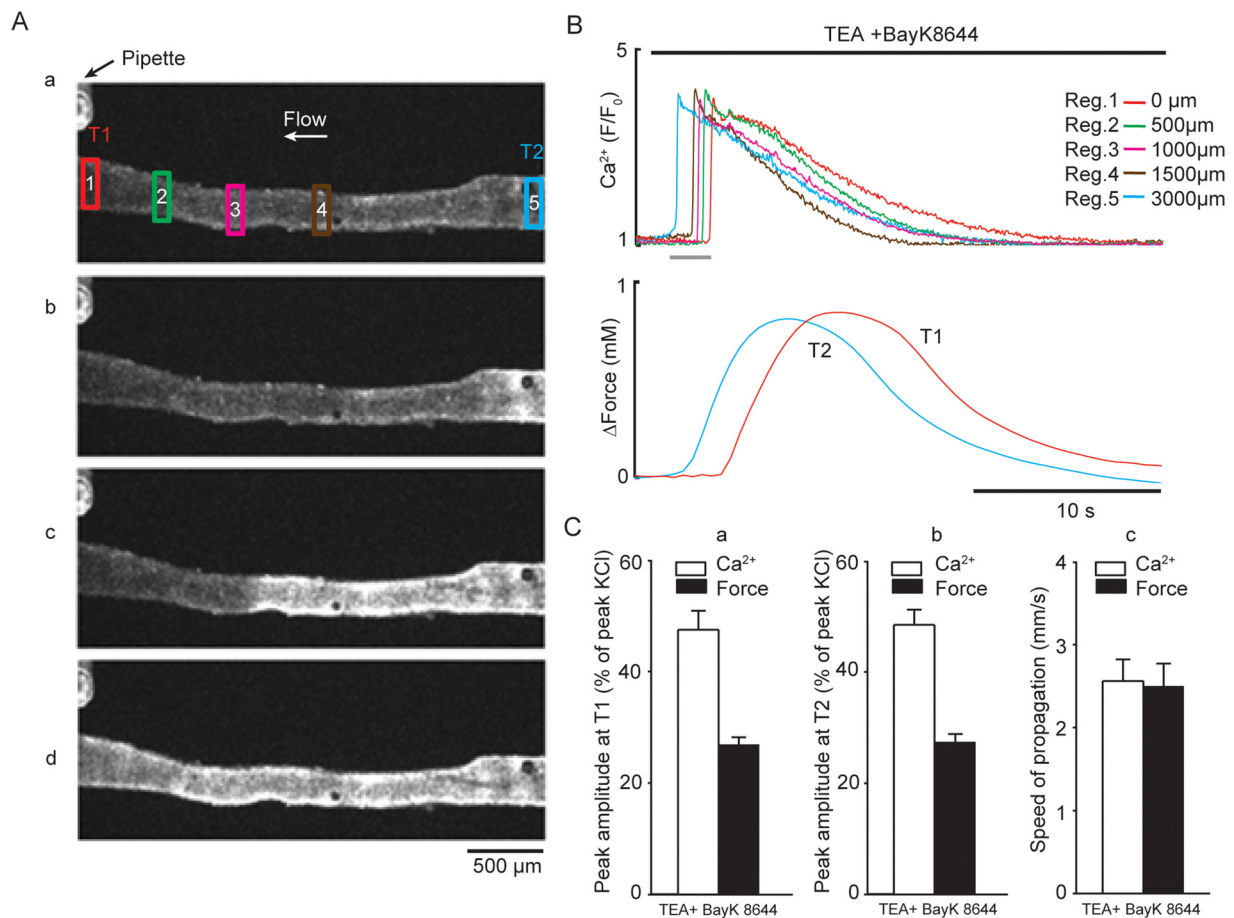 A
Pipette
a
Flow
T1
T2
1
2
3
4
5
b
c
d
500 µm
B
TEA +BayK8644
5
Ca²⁺ (F/F₀)
1
Reg.1 0 µm
Reg.2 500µm
Reg.3 1000µm
Reg.4 1500µm
Reg.5 3000µm
1
ΔForce (mM)
0
T1
T2
10 s
C
a
60
40
20
0
Peak amplitude at T1 (% of peak KCl)
Ca²⁺
Force
TEA+ BayK 8644
b
60
40
20
0
Peak amplitude at T2 (% of peak KCl)
Ca²⁺
Force
TEA+ BayK 8644
c
4
3
2
1
0
Speed of propagation (mm/s)
Ca²⁺
Force
TEA+ BayK 8644